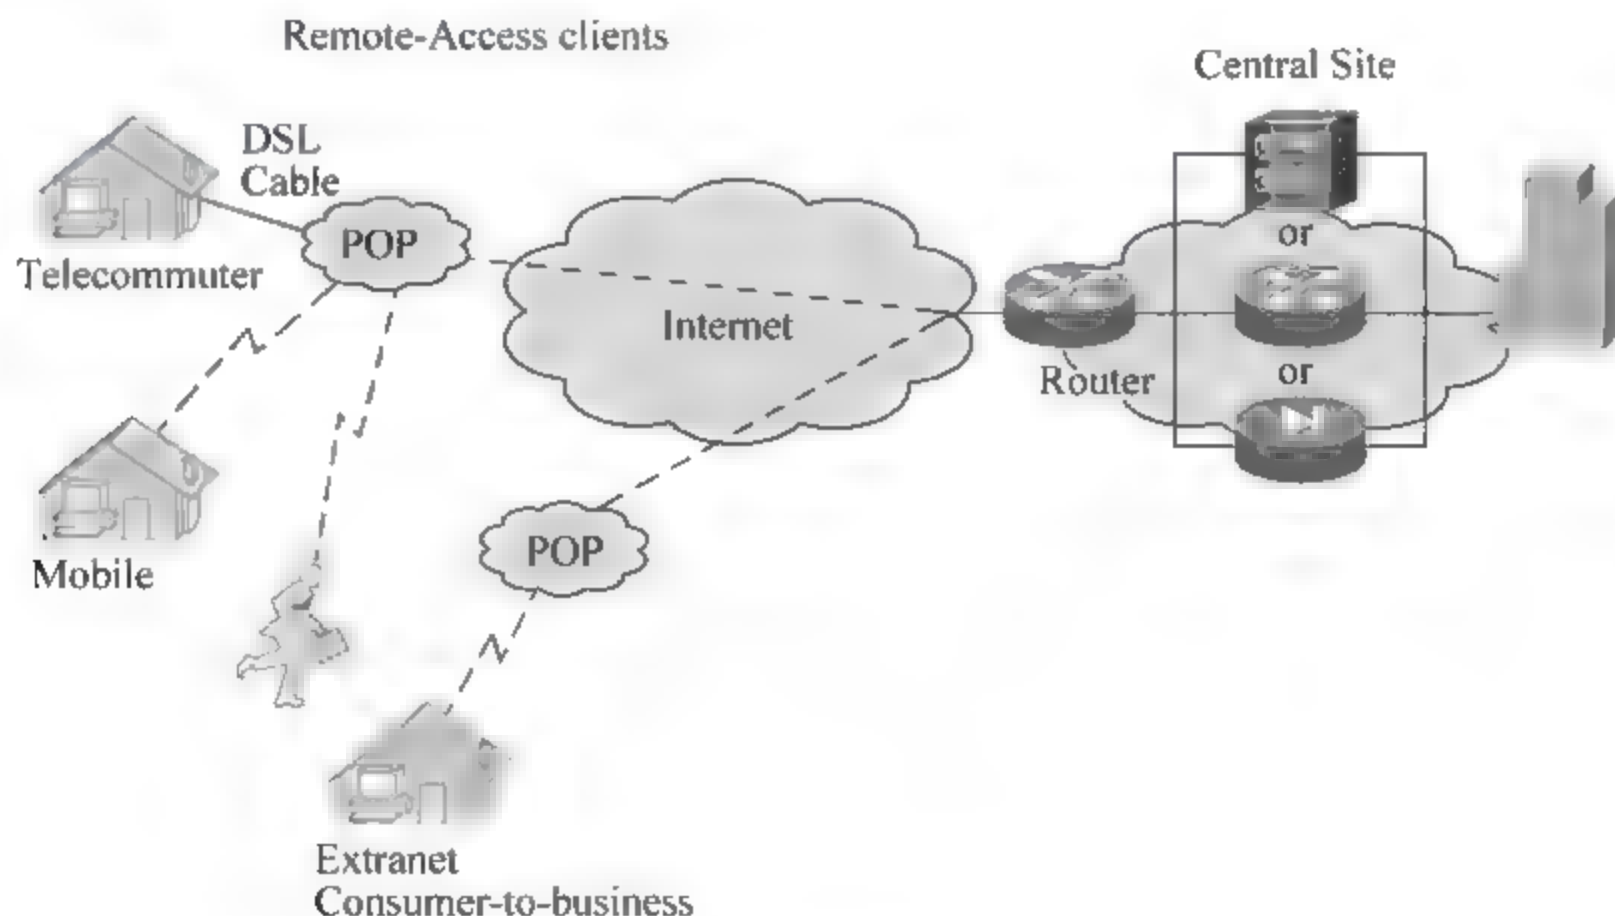 Remote-Access clients
Central Site
DSL
Cable
POP
Telecommuter
or
Internet
Router
or
POP
Mobile
Extranet
Consumer-to-business